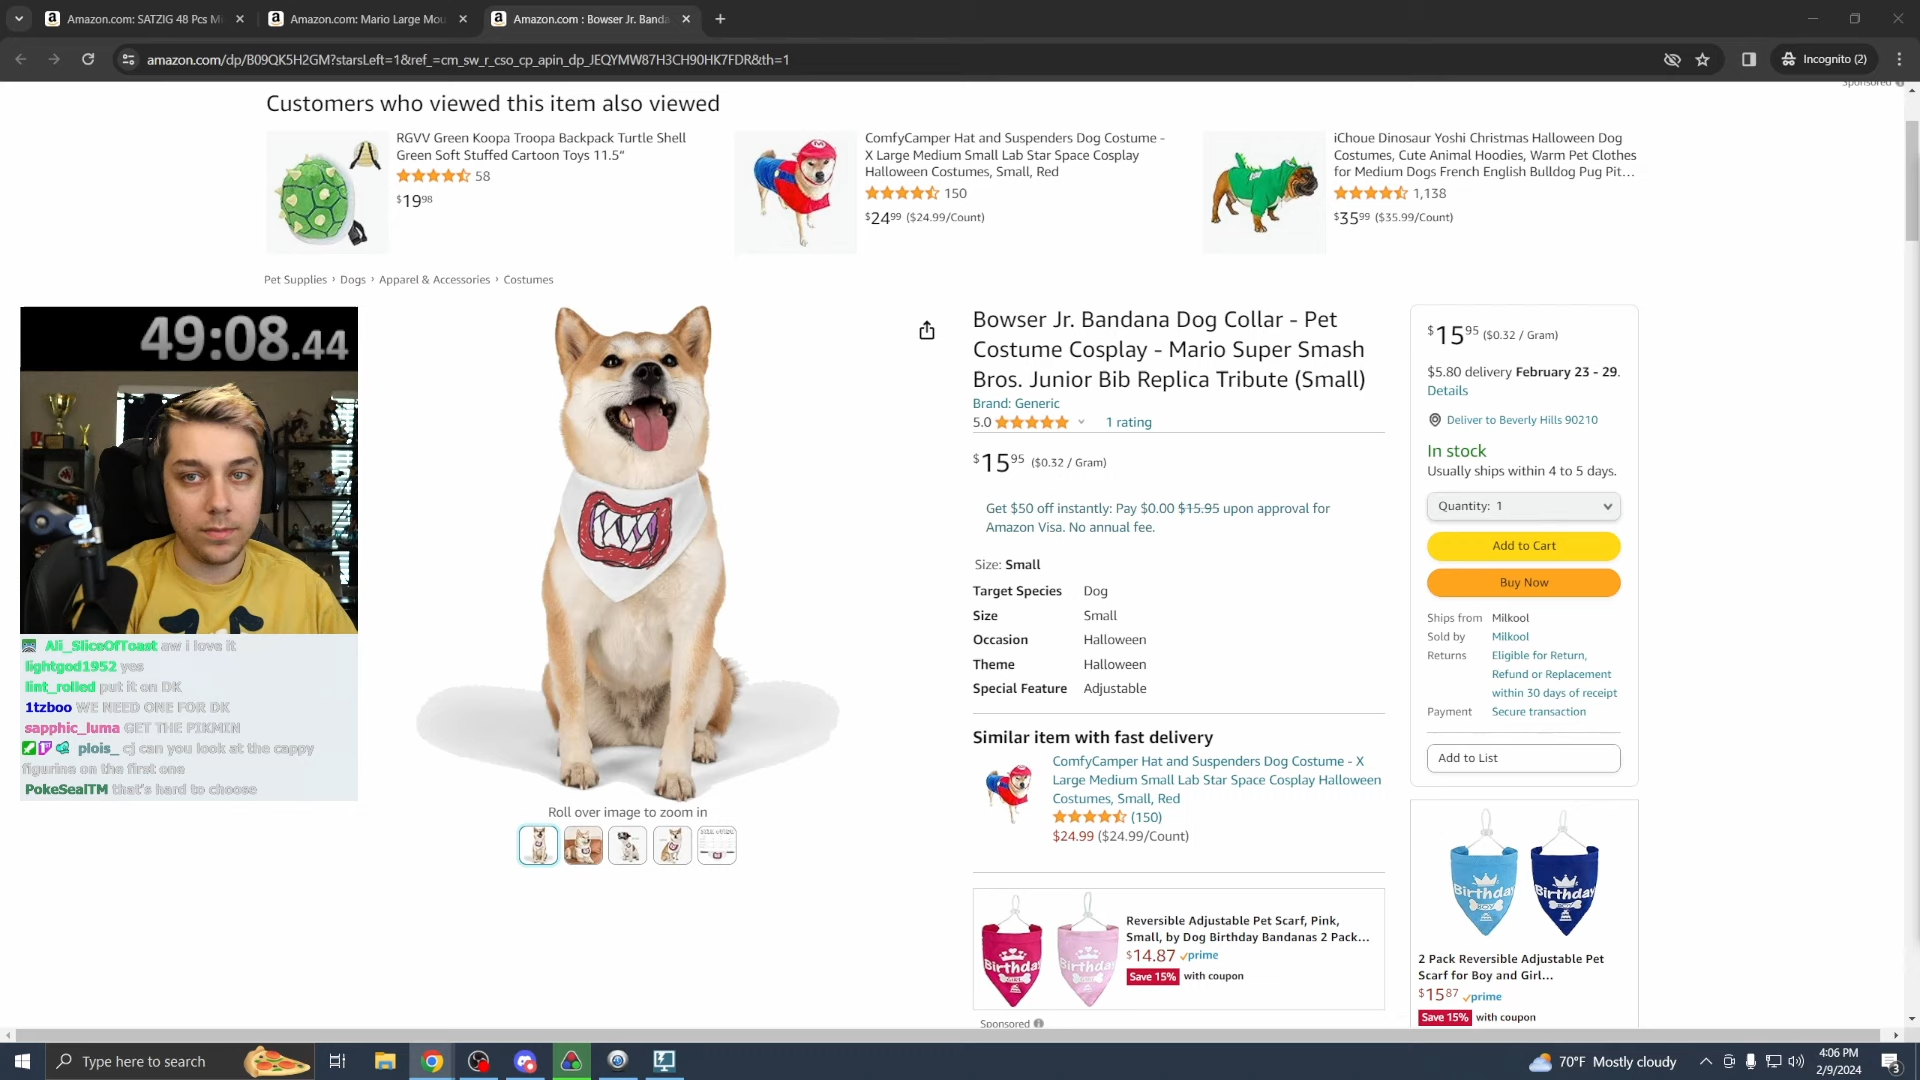 Amazon.com: SATZIG 48 Pcs Mi
Amazon.com: Mario Large Mou
Amazon.com : Bowser Jr. Banda
amazon.com/dp/B09QK5H2GM?starsLeft=1&ref_=cm_sw_r_cso_cp_apin_dp_JEQYMW87H3CH90HK7FDR&th=1
Incognito (2)
Sponsored
Customers who viewed this item also viewed
RGVV Green Koopa Troopa Backpack Turtle Shell
Green Soft Stuffed Cartoon Toys 11.5"
58
$19.98
ComfyCamper Hat and Suspenders Dog Costume -
X Large Medium Small Lab Star Space Cosplay
Halloween Costumes, Small, Red
150
$24.99 ($24.99/Count)
iChoue Dinosaur Yoshi Christmas Halloween Dog
Costumes, Cute Animal Hoodies, Warm Pet Clothes
for Medium Dogs French English Bulldog Pug Pit...
1,138
$35.99 ($35.99/Count)
Pet Supplies › Dogs › Apparel & Accessories › Costumes
49:08.44
Ali_SliceOfToast aw I love it
lightgod1952 yes
lint_rolled put it on DK
1tzboo WE NEED ONE FOR DK
sapphic_luma GET THE PIKMIN
plois_ cj can you look at the cappy
figurine on the first one
PokeSealTM that's hard to choose
Roll over image to zoom in
Bowser Jr. Bandana Dog Collar - Pet
Costume Cosplay - Mario Super Smash
Bros. Junior Bib Replica Tribute (Small)
Brand: Generic
5.0 1 rating
$15.95 ($0.32 / Gram)
Get $50 off instantly: Pay $0.00 $15.95 upon approval for
Amazon Visa. No annual fee.
Size: Small
Target Species Dog
Size Small
Occasion Halloween
Theme Halloween
Special Feature Adjustable
Similar item with fast delivery
ComfyCamper Hat and Suspenders Dog Costume - X
Large Medium Small Lab Star Space Cosplay Halloween
Costumes, Small, Red
(150)
$24.99 ($24.99/Count)
Birthday
GIRL
Birthday
Reversible Adjustable Pet Scarf, Pink,
Small, by Dog Birthday Bandanas 2 Pack...
$14.87 prime
Save 15% with coupon
Sponsored
$15.95 ($0.32 / Gram)
$5.80 delivery February 23 - 29.
Details
Deliver to Beverly Hills 90210
In stock
Usually ships within 4 to 5 days.
Quantity: 1
Add to Cart
Buy Now
Ships from Milkool
Sold by Milkool
Returns Eligible for Return,
Refund or Replacement
within 30 days of receipt
Payment Secure transaction
Add to List
Birthday
BOY
Birthday
BOY
2 Pack Reversible Adjustable Pet
Scarf for Boy and Girl...
$15.87 prime
Save 15% with coupon
Type here to search
70°F Mostly cloudy
4:06 PM
2/9/2024
3